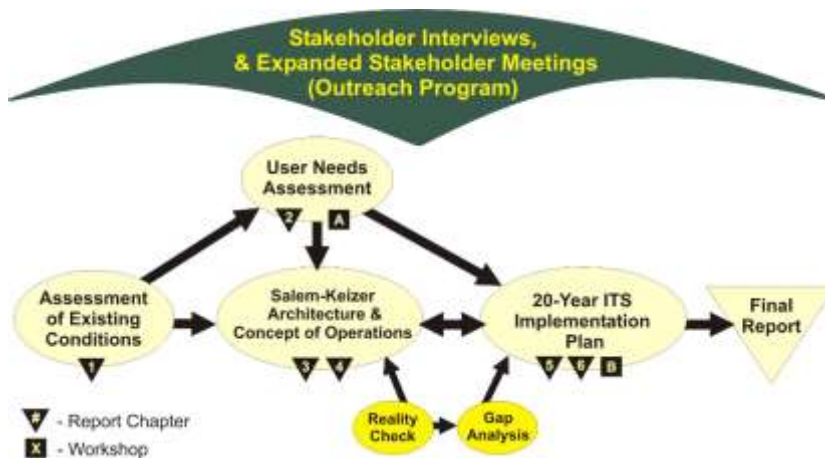 Stakeholder Interviews,
& Expanded Stakeholder Meetings
(Outreach Program)
User Needs
Assessment
2
A
Assessment
of Existing
Conditions
1
Salem-Keizer
Architecture &
Concept of Operations
3
4
20-Year ITS
Implementation
Plan
5
6
B
Final
Report
Reality
Check
Gap
Analysis
# - Report Chapter
X - Workshop